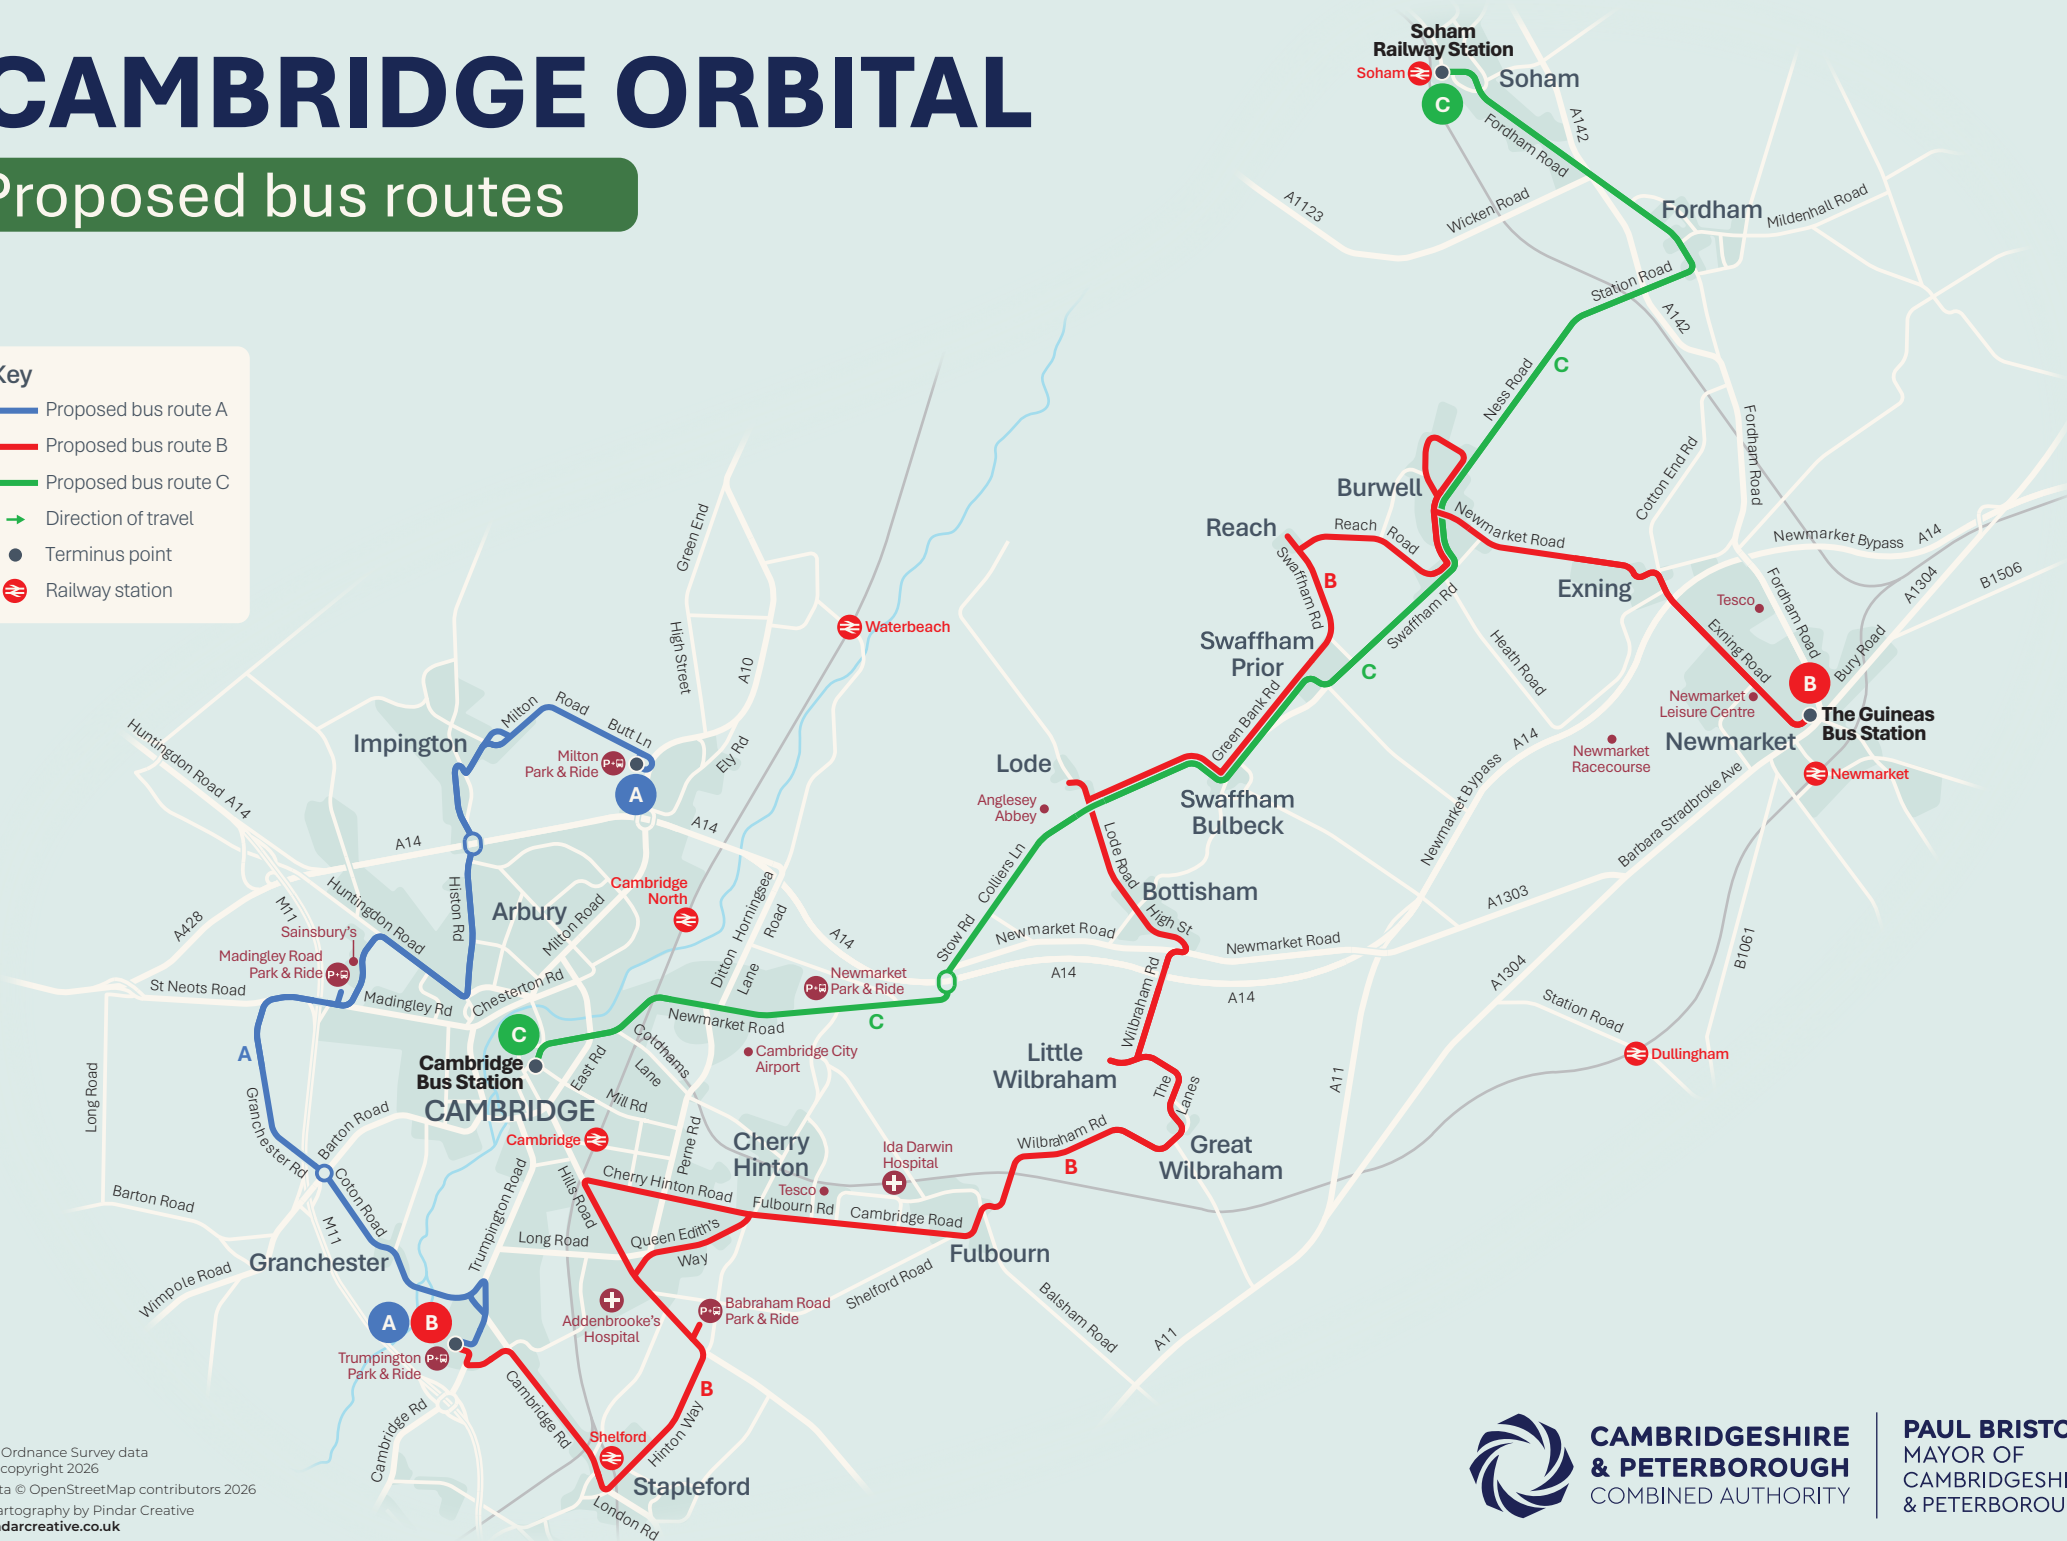 CAMBRIDGE ORBITAL
Proposed bus routes
Key
Proposed bus route A
Proposed bus route B
Proposed bus route C
Direction of travel
Terminus point
Railway station
Soham
Railway Station
Soham
C
Soham
A142
Fordham Road
A1123
Wicken Road
Fordham
Mildenhall Road
Station Road
A142
C
Ness Road
Fordham Road
Cotton End Rd
Burwell
Reach
Reach Road
Newmarket Road
Newmarket Bypass
A14
A1304
B1506
Swaffham Rd
B
Exning
Tesco
Fordham Road
Swaffham Rd
Swaffham
Prior
C
Heath Road
Exning Road
Bury Road
B
Newmarket
Leisure Centre
The Guineas
Bus Station
Newmarket
Newmarket
Newmarket
Racecourse
A14
Newmarket Bypass
Barbara Stradbroke Ave
Green Bank Rd
Green End
High Street
A10
Waterbeach
Milton Road
Butt Ln
Impington
Milton
Park & Ride
A
Ely Rd
Huntingdon Road
A14
A14
A14
Lode
Anglesey
Abbey
Swaffham
Bulbeck
Lode Road
Colliers Ln
Bottisham
High St
A1303
Huntingdon Road
Histon Rd
Arbury
Milton Road
Cambridge
North
M11
A428
Sainsbury's
Madingley Road
Park & Ride
St Neots Road
Madingley Rd
Chesterton Rd
Horningsea
Road
Ditton
Lane
A14
Newmarket
Park & Ride
Stow Rd
Newmarket Road
A14
Newmarket Road
A14
A1304
B1061
Station Road
Dullingham
Wilbraham Rd
C
Newmarket Road
C
Cambridge
Bus Station
CAMBRIDGE
East Rd
Coldhams
Lane
Cambridge City
Airport
Mill Rd
A
Long Road
Grantchester Rd
Barton Road
Little
Wilbraham
The
Lanes
A11
Cambridge
Perne Rd
Cherry
Hinton
Ida Darwin
Hospital
Wilbraham Rd
B
Great
Wilbraham
Cherry Hinton Road
Tesco
Fulbourn Rd
Cambridge Road
Hills Road
Trumpington Road
Coton Road
M11
Barton Road
Wimpole Road
Granchester
Long Road
Queen Edith's
Way
Fulbourn
Shelford Road
Balsham Road
A11
A
B
Trumpington
Park & Ride
Addenbrooke's
Hospital
Babraham Road
Park & Ride
B
Cambridge Rd
Cambridge Rd
Shelford
Hinton Way
Stapleford
London Rd
Ordnance Survey data
copyright 2026
© OpenStreetMap contributors 2026
by Pindar Creative
CAMBRIDGESHIRE
& PETERBOROUGH
COMBINED AUTHORITY
PAUL BRISTO
MAYOR OF
CAMBRIDGESHI
& PETERBOROU